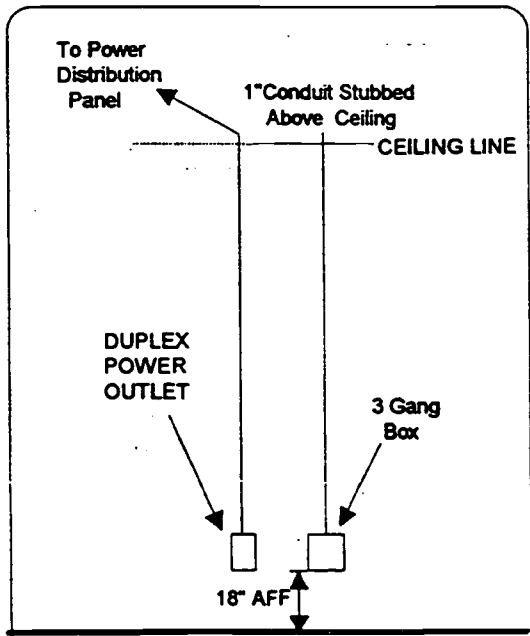 To Power
Distribution
Panel
1"Conduit Stubbed
Above Ceiling
CEILING LINE
DUPLEX
POWER
OUTLET
3 Gang
Box
18" AFF